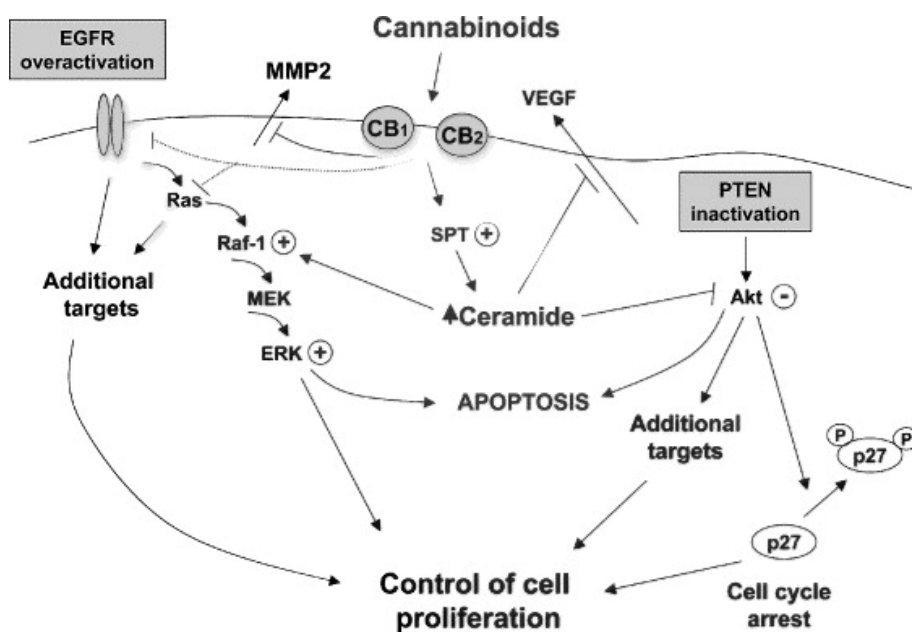 EGFR
overactivation
Cannabinoids
MMP2
VEGF
CB1
CB2
PTEN
inactivation
Ras
SPT +
Raf-1 +
Additional
targets
MEK
Ceramide
Akt -
ERK +
APOPTOSIS
Additional
targets
P
P
p27
p27
Control of cell
proliferation
Cell cycle
arrest